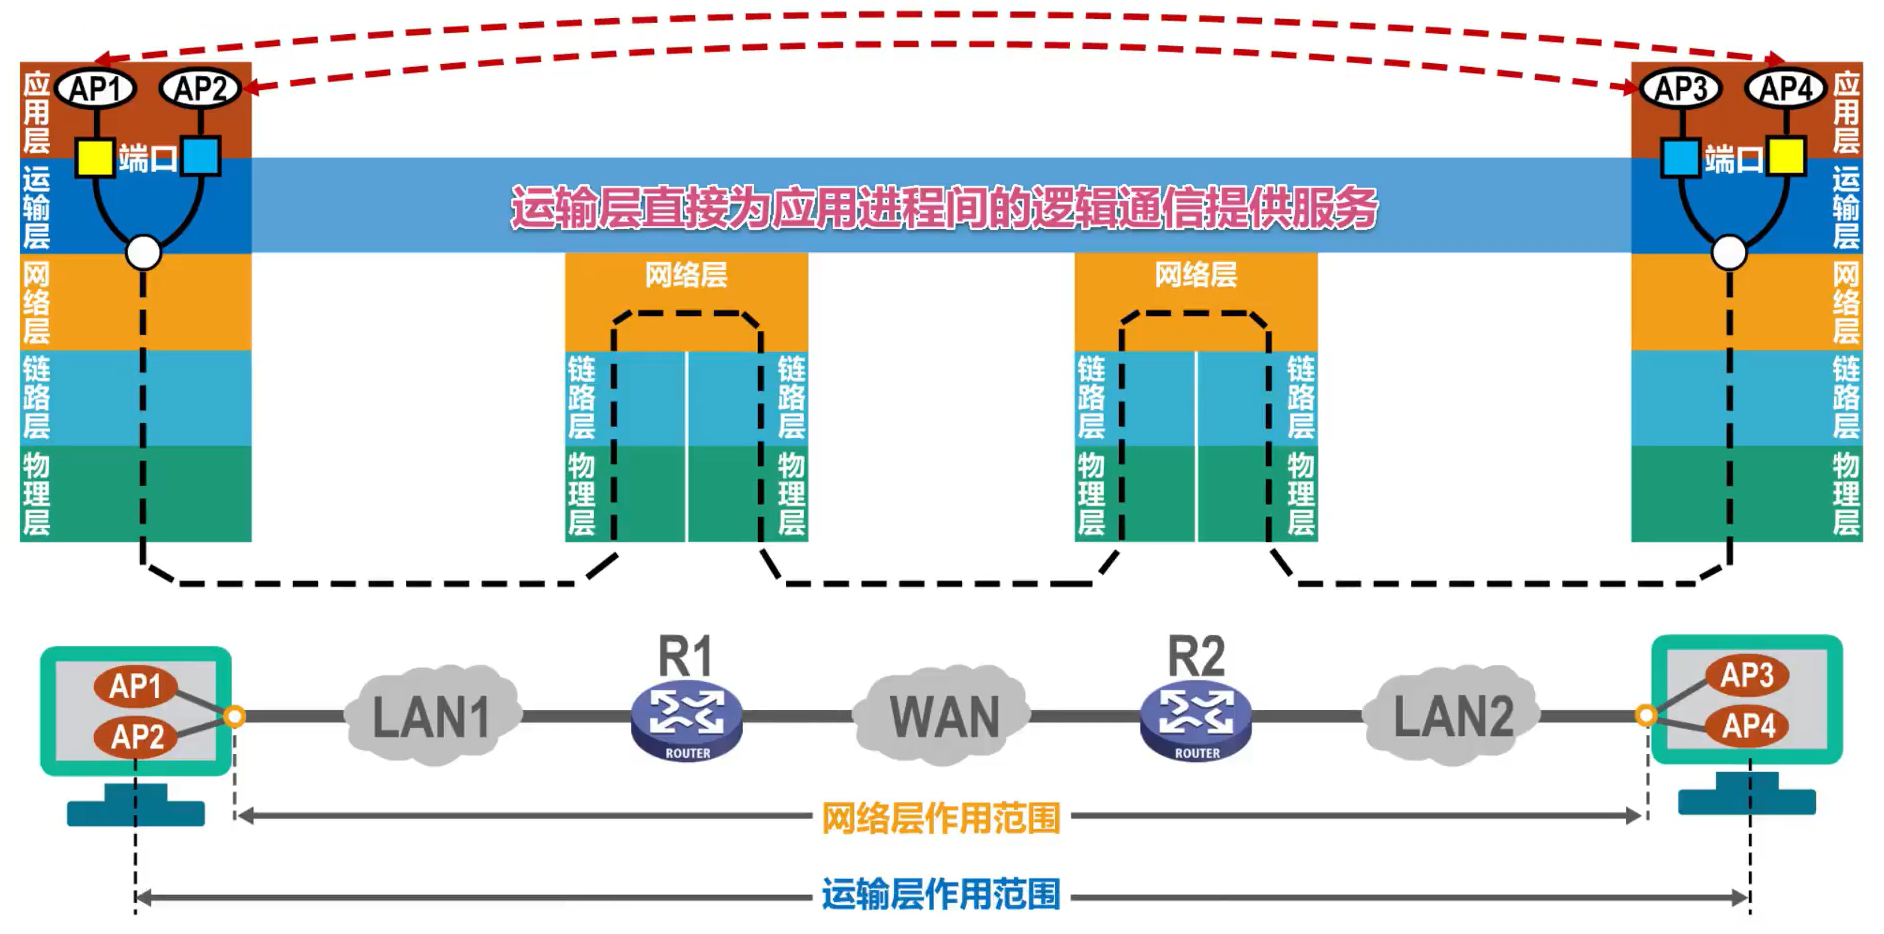 应用层
AP1
AP2
端口
AP3
AP4
端口
应用层
运输层
运输层直接为应用进程间的逻辑通信提供服务
运输层
网络层
网络层
网络层
网络层
链路层
链路层
链路层
链路层
链路层
链路层
物理层
物理层
物理层
物理层
物理层
物理层
R1
R2
AP1
AP2
LAN1
ROUTER
WAN
ROUTER
LAN2
AP3
AP4
网络层作用范围
运输层作用范围